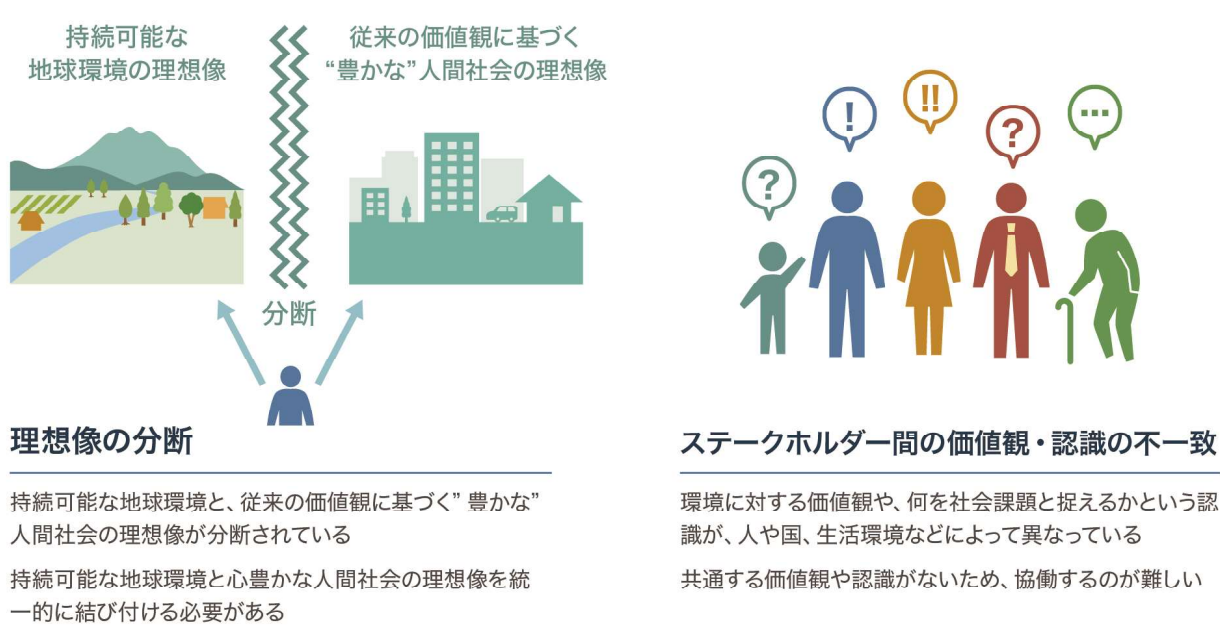 持続可能な
地球環境の理想像
従来の価値観に基づく
“豊かな”人間社会の理想像
分断
理想像の分断
持続可能な地球環境と、従来の価値観に基づく” 豊かな”
人間社会の理想像が分断されている
持続可能な地球環境と心豊かな人間社会の理想像を統
一的に結び付ける必要がある
?
!
!!
?
...
ステークホルダー間の価値観・認識の不一致
環境に対する価値観や、何を社会課題と捉えるかという認
識が、人や国、生活環境などによって異なっている
共通する価値観や認識がないため、協働するのが難しい